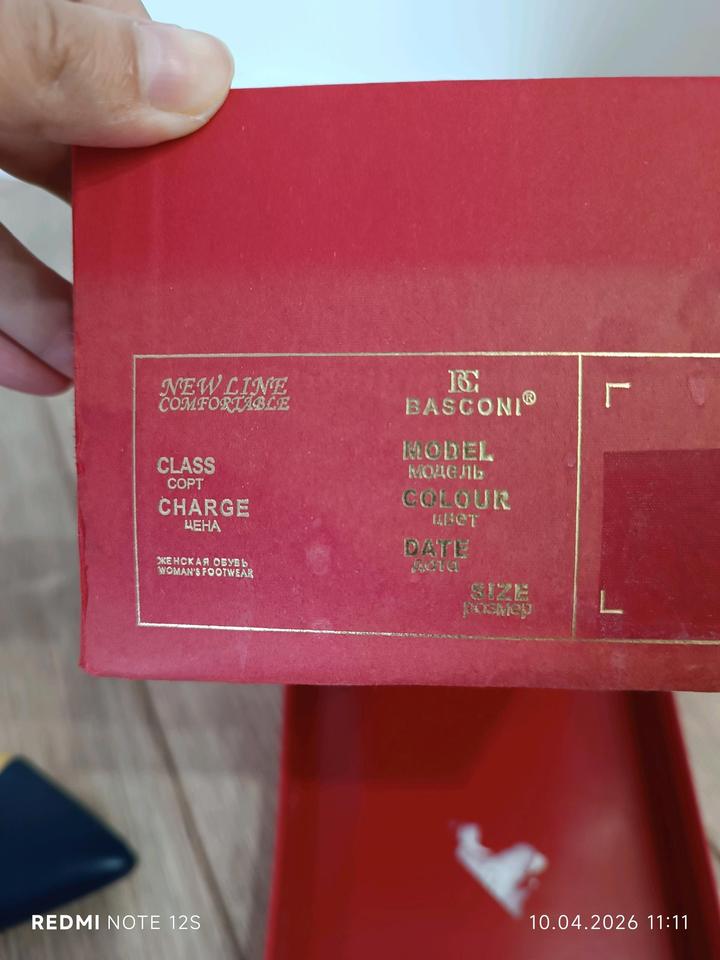 NEW LINE
COMFORTABLE
CLASS
СОРТ
CHARGE
ЦЕНА
ЖЕНСКАЯ ОБУВЬ
WOMAN'S FOOTWEAR
BC
BASCONI®
MODEL
модель
COLOUR
цвет
DATE
дата
SIZE
размер
REDMI NOTE 12S
10.04.2026 11:11